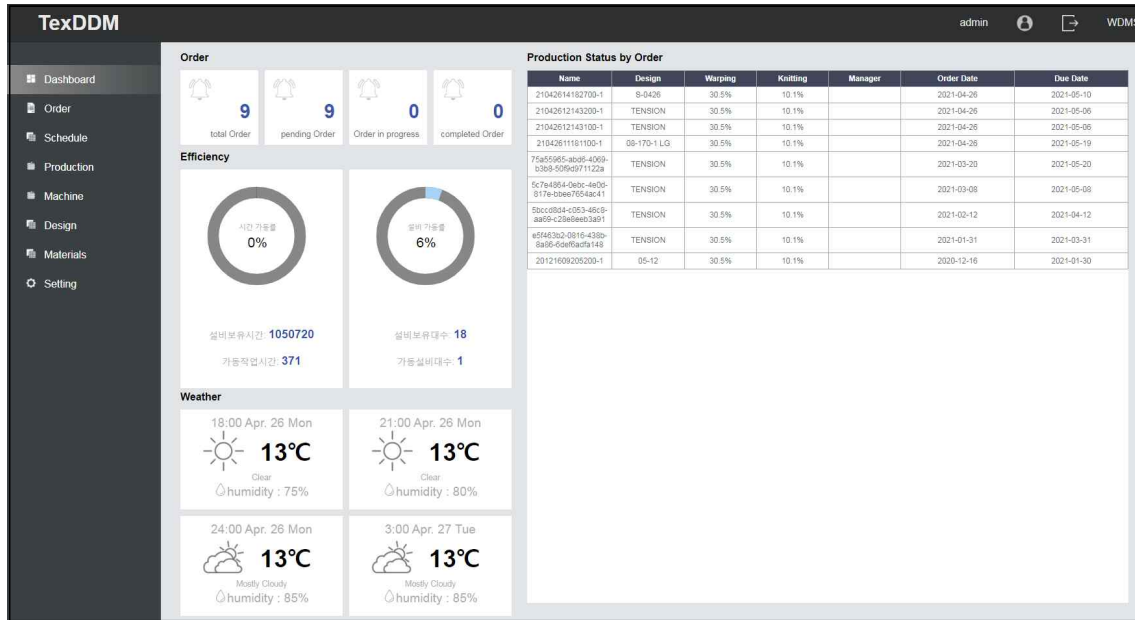 TexDDM
admin
WDMS
Dashboard
Order
Schedule
Production
Machine
Design
Materials
Setting
Order
9
total Order
9
pending Order
0
Order in progress
0
completed Order
Efficiency
시간 가동률
0%
설비보유시간: 1050720
가동작업시간: 371
설비 가동률
6%
설비보유대수: 18
가동설비대수: 1
Weather
18:00 Apr. 26 Mon
13℃
Clear
humidity : 75%
21:00 Apr. 26 Mon
13℃
Clear
humidity : 80%
24:00 Apr. 26 Mon
13℃
Mostly Cloudy
humidity : 85%
3:00 Apr. 27 Tue
13℃
Mostly Cloudy
humidity : 85%
Production Status by Order
Name Design Warping Knitting Manager Order Date Due Date
21042614182700-1 S-0426 30.5% 10.1% 2021-04-26 2021-05-10
21042612143200-1 TENSION 30.5% 10.1% 2021-04-26 2021-05-06
21042612143100-1 TENSION 30.5% 10.1% 2021-04-26 2021-05-06
21042611181100-1 08-170-1 LG 30.5% 10.1% 2021-04-26 2021-05-19
75a55965-abd6-4069-
b3b8-50f9d971122a TENSION 30.5% 10.1% 2021-03-20 2021-05-20
5c7e4864-0ebc-4e0d-
817e-bbee7654ac41 TENSION 30.5% 10.1% 2021-03-08 2021-05-08
5bccd8d4-c053-46c8-
aa69-c28e8eeb3a91 TENSION 30.5% 10.1% 2021-02-12 2021-04-12
e5f463b2-0816-438b-
8a86-6def6adfa148 TENSION 30.5% 10.1% 2021-01-31 2021-03-31
20121609205200-1 05-12 30.5% 10.1% 2020-12-16 2021-01-30